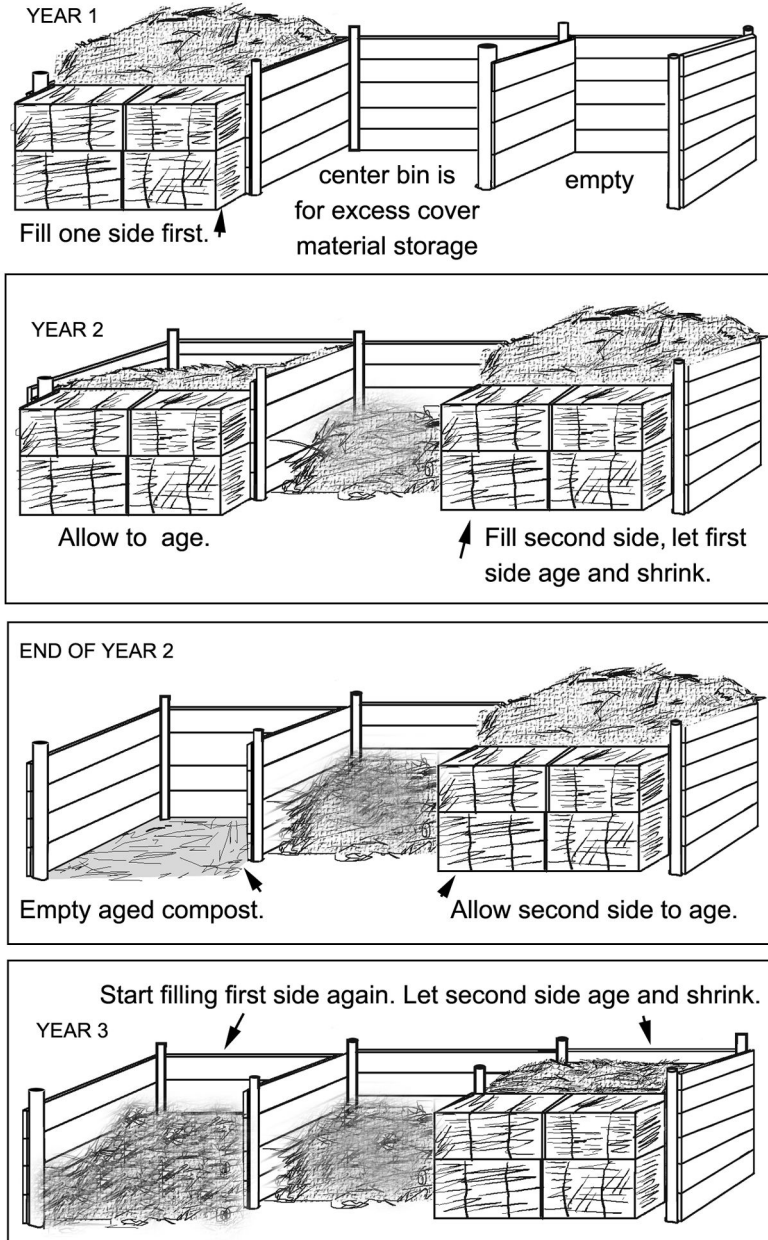 YEAR 1
center bin is
for excess cover
material storage
empty
Fill one side first.
YEAR 2
Allow to age.
Fill second side, let first
side age and shrink.
END OF YEAR 2
Empty aged compost.
Allow second side to age.
Start filling first side again. Let second side age and shrink.
YEAR 3